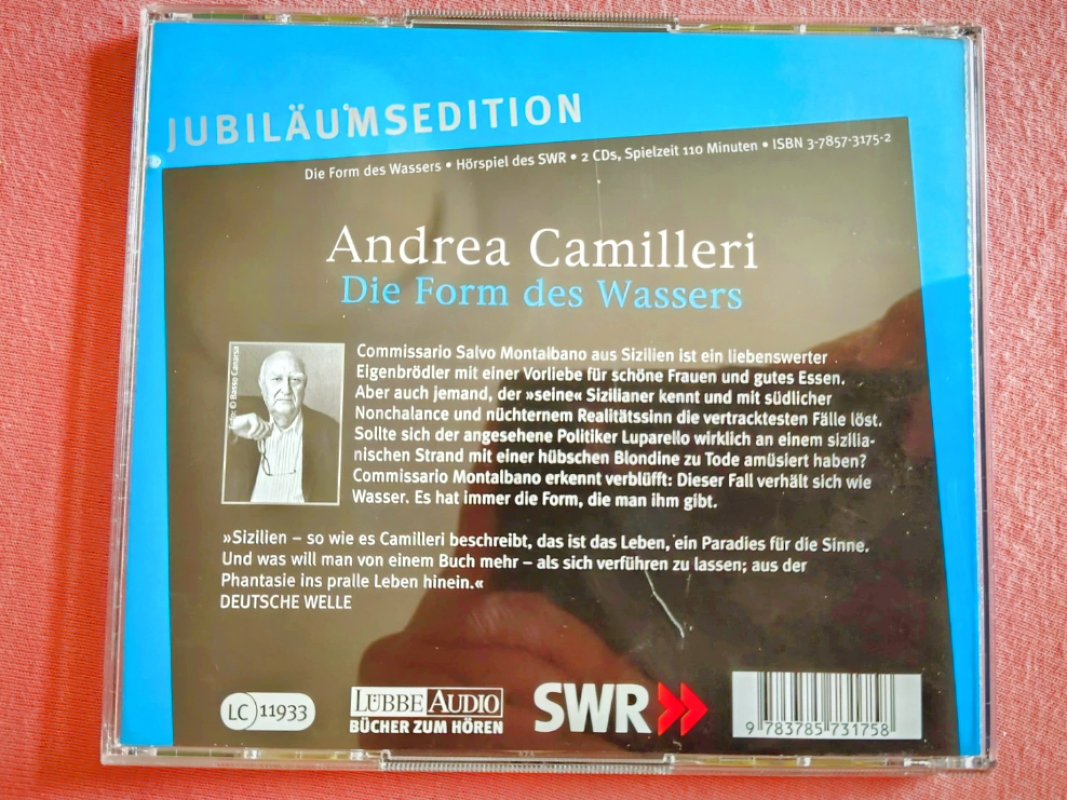 JUBILÄUMSEDITION
Die Form des Wassers • Hörspiel des SWR • 2 CDs, Spielzeit 110 Minuten • ISBN 3-7857-3175-2
Andrea Camilleri
Die Form des Wassers
© Basso Cannarsa
Commissario Salvo Montalbano aus Sizilien ist ein liebenswerter
Eigenbrödler mit einer Vorliebe für schöne Frauen und gutes Essen.
Aber auch jemand, der »seine« Sizilianer kennt und mit südlicher
Nonchalance und nüchternem Realitätssinn die vertracktesten Fälle löst.
Sollte sich der angesehene Politiker Luparello wirklich an einem sizilia-
nischen Strand mit einer hübschen Blondine zu Tode amüsiert haben?
Commissario Montalbano erkennt verblüfft: Dieser Fall verhält sich wie
Wasser. Es hat immer die Form, die man ihm gibt.
»Sizilien – so wie es Camilleri beschreibt, das ist das Leben, ein Paradies für die Sinne.
Und was will man von einem Buch mehr – als sich verführen zu lassen; aus der
Phantasie ins pralle Leben hinein.«
DEUTSCHE WELLE
LC 11933
LÜBBE AUDIO
BÜCHER ZUM HÖREN
SWR
9 783785 731758